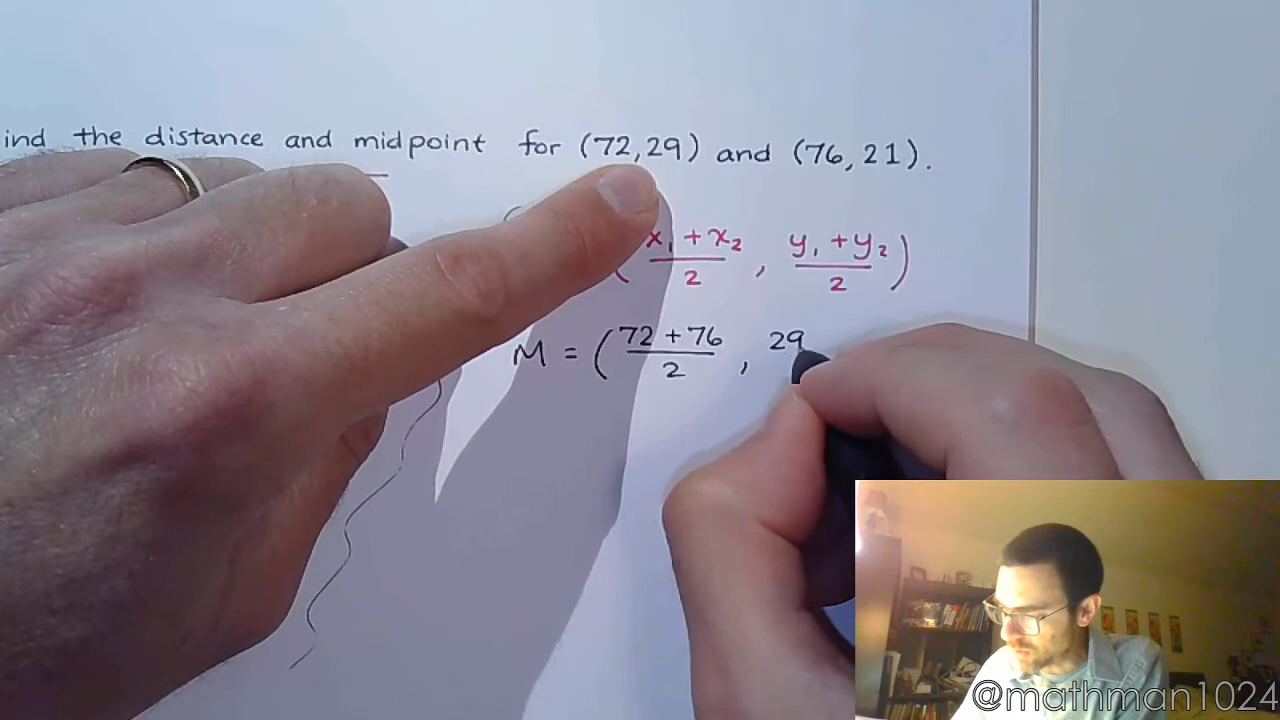 ind the distance and midpoint for (72,29) and (76,21).
x₁ + x₂ / 2 , y₁ + y₂ / 2 )
M = ( 72 + 76 / 2 , 29
@mathman1024